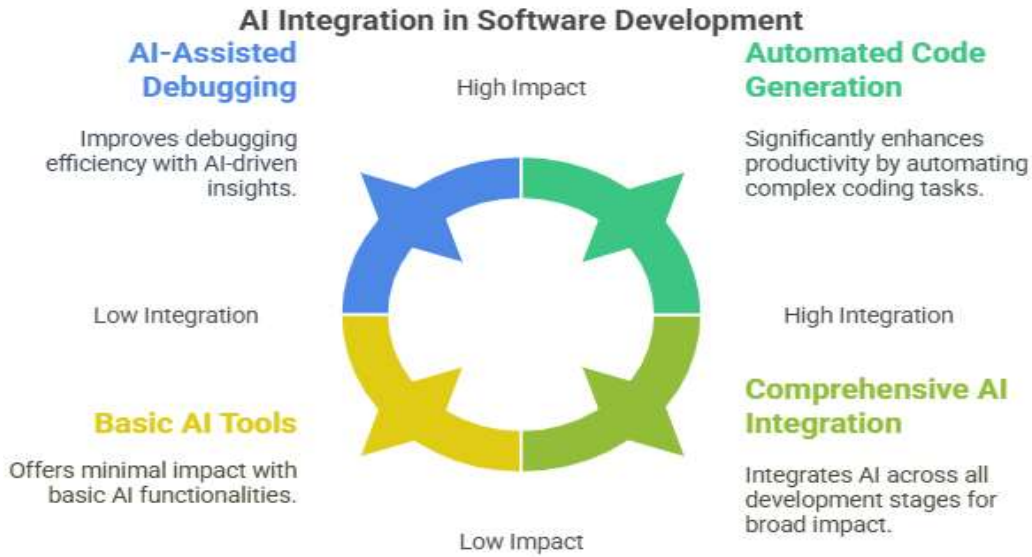 AI Integration in Software Development
AI-Assisted
Debugging
Improves debugging
efficiency with AI-driven
insights.
High Impact
Automated Code
Generation
Significantly enhances
productivity by automating
complex coding tasks.
Low Integration
High Integration
Basic AI Tools
Offers minimal impact with
basic AI functionalities.
Comprehensive AI
Integration
Integrates AI across all
development stages for
broad impact.
Low Impact